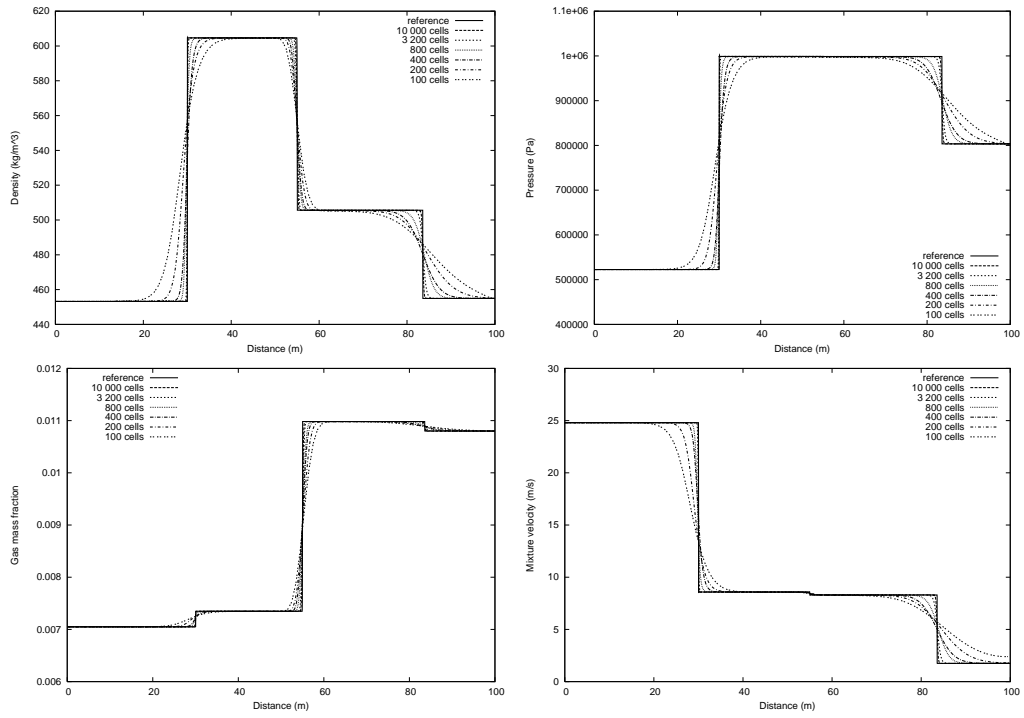 620
600
580
560
540
520
500
480
460
440
0
20
40
60
80
100
Density (kg/m^3)
Distance (m)
reference
10 000 cells
3 200 cells
800 cells
400 cells
200 cells
100 cells
1.1e+06
1e+06
900000
800000
700000
600000
500000
400000
0
20
40
60
80
100
Pressure (Pa)
Distance (m)
reference
10 000 cells
3 200 cells
800 cells
400 cells
200 cells
100 cells
0.012
0.011
0.01
0.009
0.008
0.007
0.006
0
20
40
60
80
100
Gas mass fraction
Distance (m)
reference
10 000 cells
3 200 cells
800 cells
400 cells
200 cells
100 cells
30
25
20
15
10
5
0
0
20
40
60
80
100
Mixture velocity (m/s)
Distance (m)
reference
10 000 cells
3 200 cells
800 cells
400 cells
200 cells
100 cells